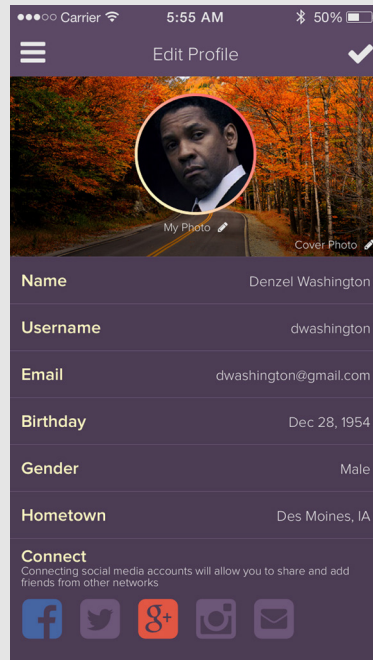 Carrier 5:55 AM 50%
Edit Profile
My Photo
Cover Photo
Name Denzel Washington
Username dwashington
Email dwashington@gmail.com
Birthday Dec 28, 1954
Gender Male
Hometown Des Moines, IA
Connect
Connecting social media accounts will allow you to share and add
friends from other networks
f g+